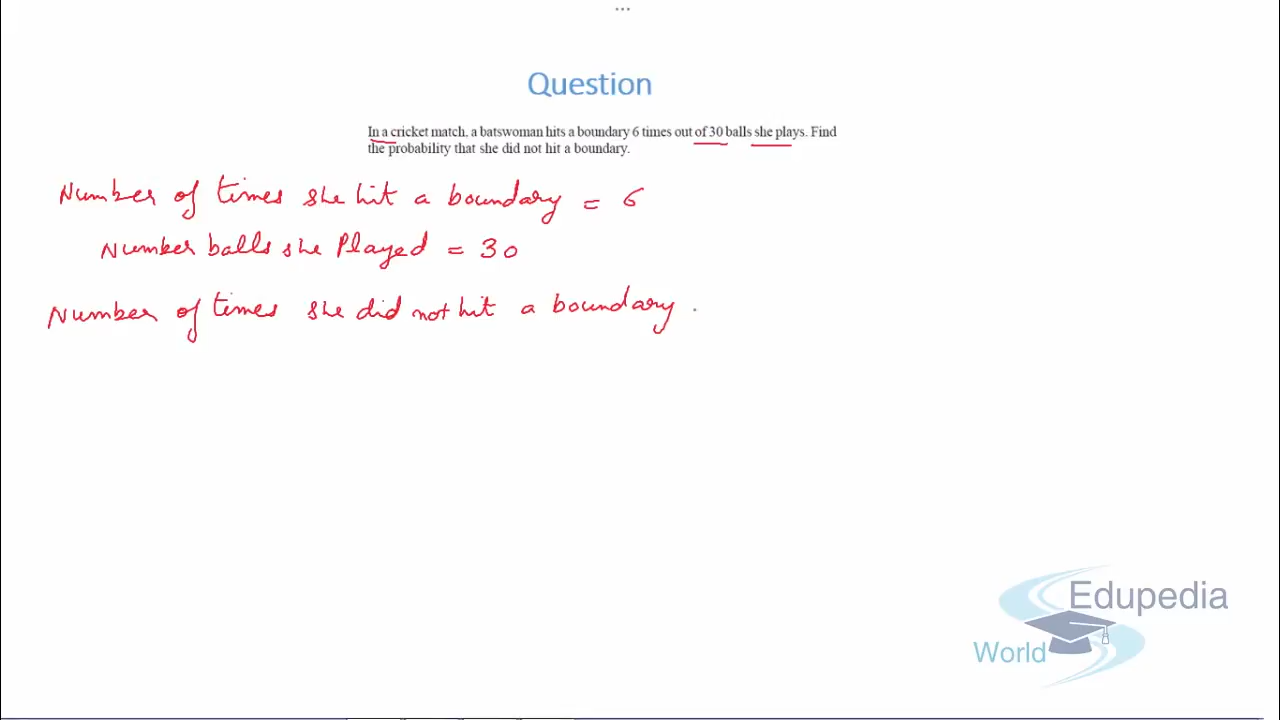 ...
Question
In a cricket match, a batswoman hits a boundary 6 times out of 30 balls she plays. Find
the probability that she did not hit a boundary.
Number of times she hit a boundary = 6
Number balls she Played = 30
Number of times she did not hit a boundary
Edupedia
World